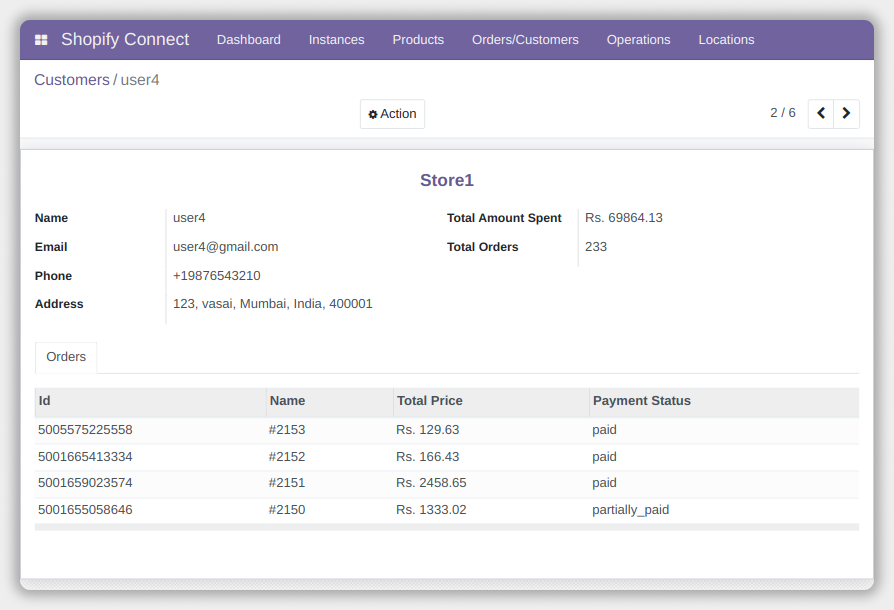 Shopify Connect Dashboard Instances Products Orders/Customers Operations Locations
Customers / user4
Action 2 / 6
Store1
Name user4 Total Amount Spent Rs. 69864.13
Email user4@gmail.com Total Orders 233
Phone +19876543210
Address 123, vasai, Mumbai, India, 400001
Orders
Id Name Total Price Payment Status
5005575225558 #2153 Rs. 129.63 paid
5001665413334 #2152 Rs. 166.43 paid
5001659023574 #2151 Rs. 2458.65 paid
5001655058646 #2150 Rs. 1333.02 partially_paid